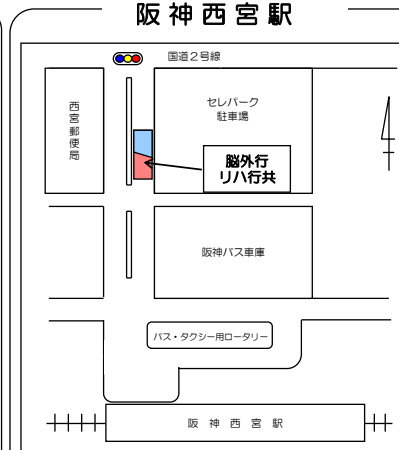 阪神西宮駅
国道２号線
西宮郵便局
セレパーク
駐車場
脳外行
リハ行共
阪神バス車庫
バス・タクシー用ロータリー
阪神西宮駅